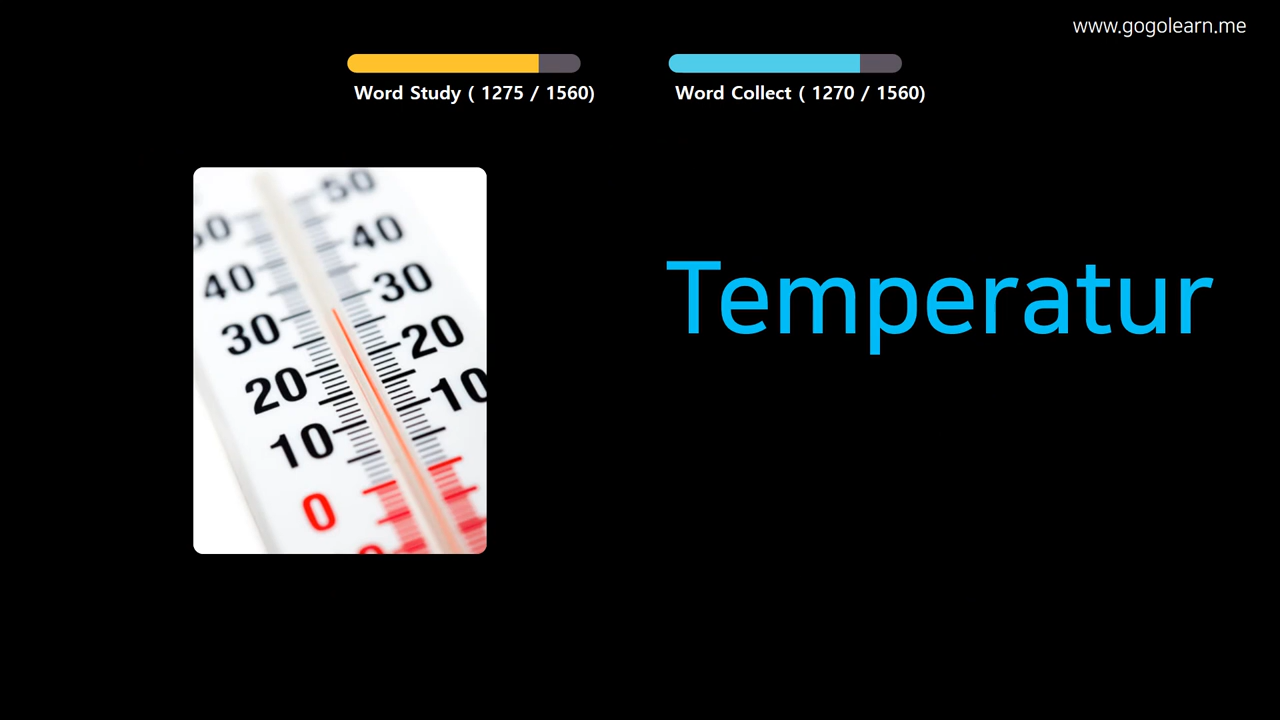 www.gogolearn.me
Word Study ( 1275 / 1560)
Word Collect ( 1270 / 1560)
50
50
40
40
30
30
20
20
10
10
0
Temperatur